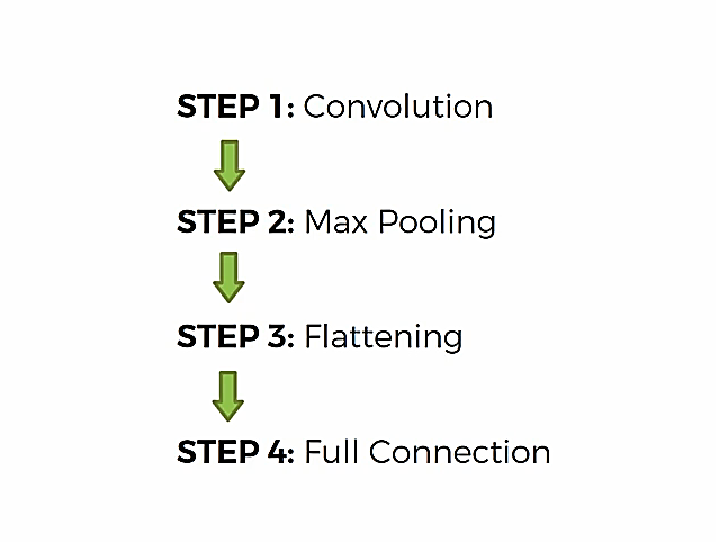 STEP 1: Convolution
STEP 2: Max Pooling
STEP 3: Flattening
STEP 4: Full Connection